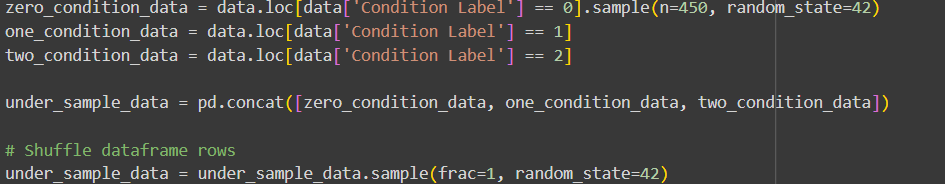 zero_condition_data = data.loc[data['Condition Label'] == 0].sample(n=450, random_state=42)
one_condition_data = data.loc[data['Condition Label'] == 1]
two_condition_data = data.loc[data['Condition Label'] == 2]
under_sample_data = pd.concat([zero_condition_data, one_condition_data, two_condition_data])
# Shuffle dataframe rows
under_sample_data = under_sample_data.sample(frac=1, random_state=42)